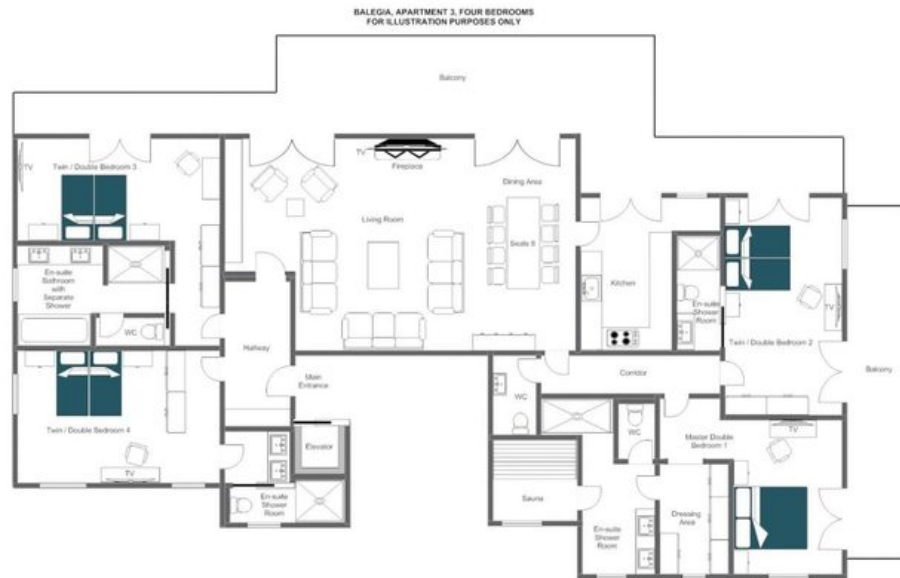 BALEGIA, APARTMENT 3, FOUR BEDROOMS
FOR ILLUSTRATION PURPOSES ONLY
Balcony
TV
Twin / Double Bedroom 3
TV
Fireplace
Dining Area
Living Room
Seats 8
Kitchen
En-suite
Shower
Room
TV
Twin / Double Bedroom 2
En-suite
Bathroom
with
Separate
Shower
WC
Hallway
Main
Entrance
Corridor
Balcony
WC
WC
Master Double
Bedroom 1
TV
Twin / Double Bedroom 4
TV
Elevator
En-suite
Shower
Room
Sauna
En-suite
Shower
Room
Dressing
Area